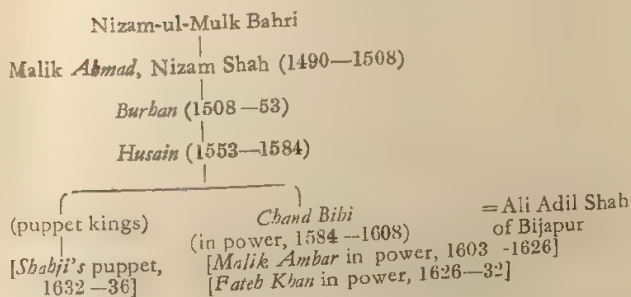 Nizam-ul-Mulk Bahri
Malik Ahmad, Nizam Shah (1490—1508)
Burhan (1508—53)
Husain (1553—1584)
(puppet kings)
[Shahji's puppet,
1632—36]
Chand Bibi
(in power, 1584—1608)
[Malik Ambar in power, 1603-1626]
[Fateh Khan in power, 1626—32]
=Ali Adil Shah
of Bijapur